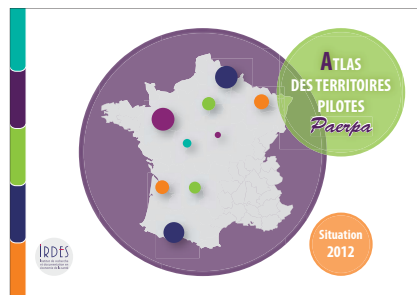 ATLAS
DES TERRITOIRES
PILOTES
Paerpa
Situation
2012
IRDES